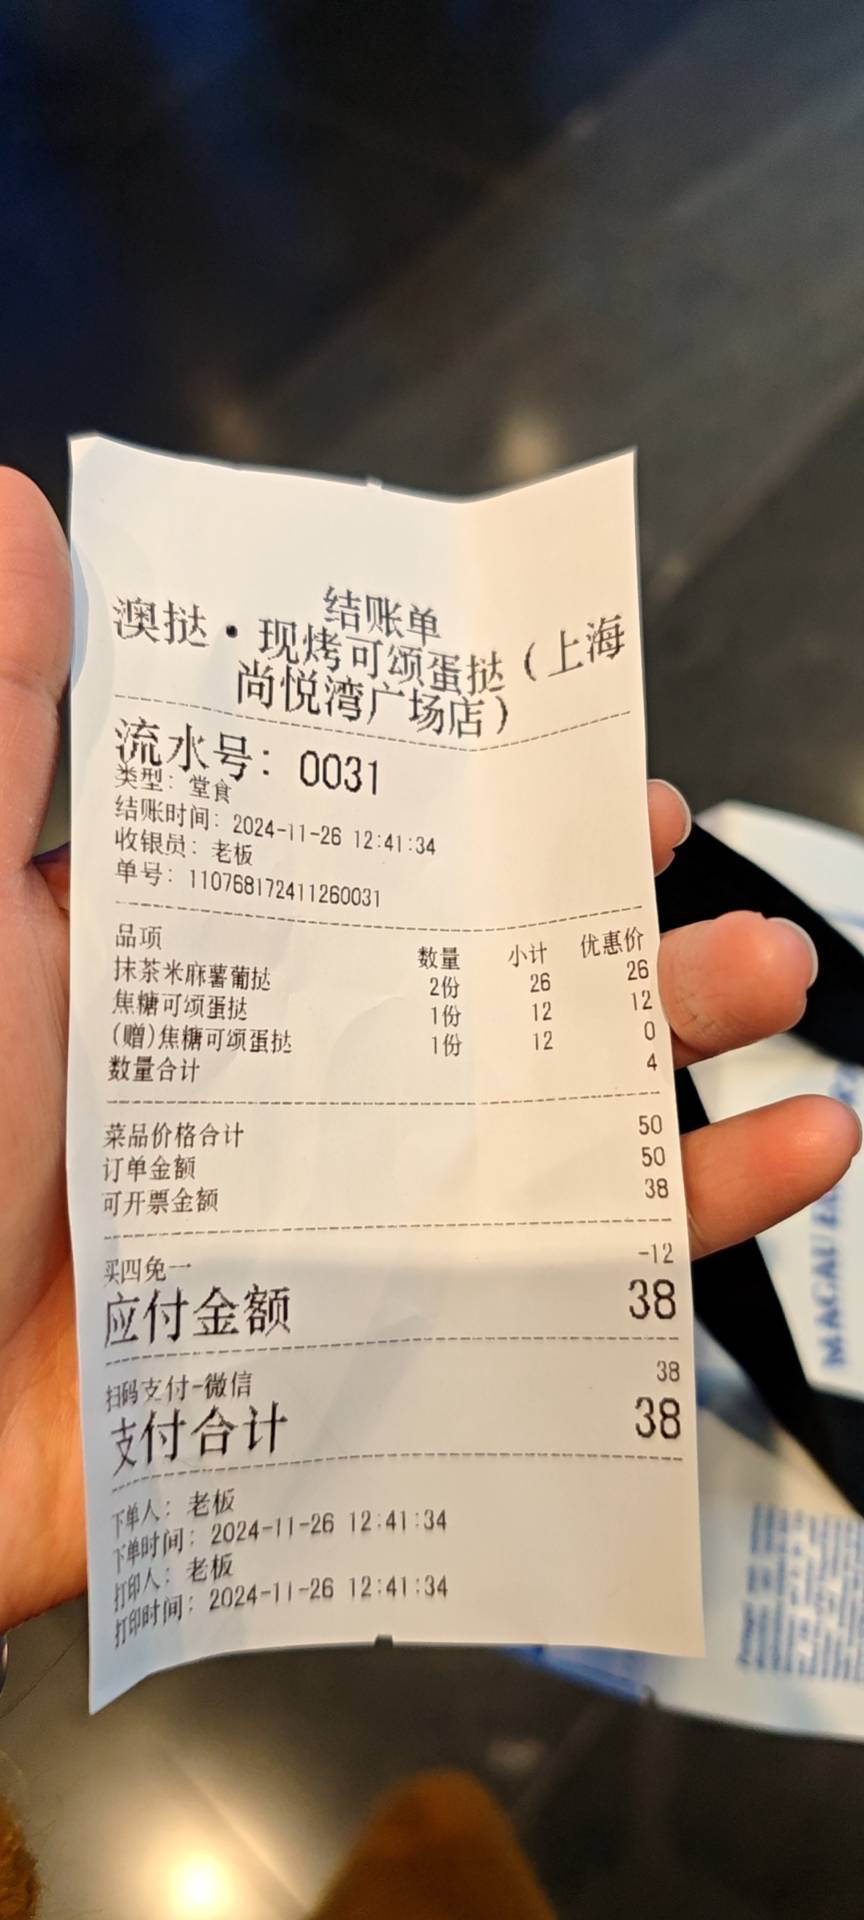 结账单
澳挞·现烤可颂蛋挞（上海
尚悦湾广场店）
流水号：0031
类型：堂食
结账时间：2024-11-26 12:41:34
收银员：老板
单号：110768172411260031
品项 数量 小计 优惠价
抹茶米麻薯葡挞 2份 26 26
焦糖可颂蛋挞 1份 12 12
(赠)焦糖可颂蛋挞 1份 12 0
数量合计 4
菜品价格合计 50
订单金额 50
可开票金额 38
买四免一 -12
应付金额 38
扫码支付-微信 38
支付合计 38
下单人：老板
下单时间：2024-11-26 12:41:34
打印人：老板
打印时间：2024-11-26 12:41:34
MACAU